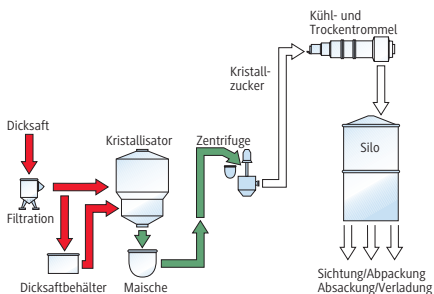 Kühl- und
Trockentrommel
Kristall-
zucker
Dicksaft
Kristallisator
Zentrifuge
Silo
Filtration
Dicksaftbehälter
Maische
Sichtung/Abpackung
Absackung/Verladung